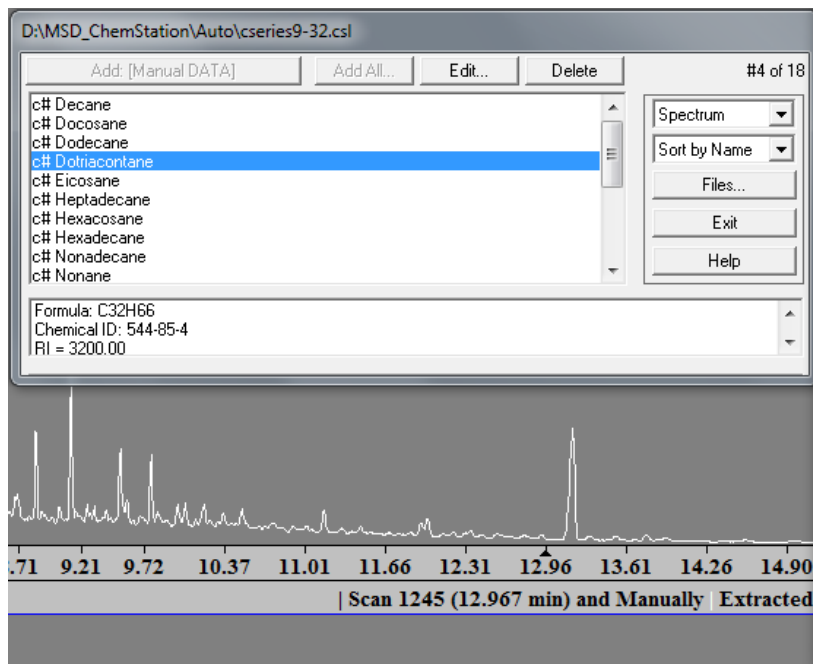 D:\MSD_ChemStation\Auto\cseries9-32.csl
Add: [Manual DATA] Add All... Edit... Delete #4 of 18
c# Decane
c# Docosane
c# Dodecane
c# Dotriacontane
c# Eicosane
c# Heptadecane
c# Hexacosane
c# Hexadecane
c# Nonadecane
c# Nonane
Spectrum
Sort by Name
Files...
Exit
Help
Formula: C32H66
Chemical ID: 544-85-4
RI = 3200.00
.71 9.21 9.72 10.37 11.01 11.66 12.31 12.96 13.61 14.26 14.90
| Scan 1245 (12.967 min) and Manually | Extracted